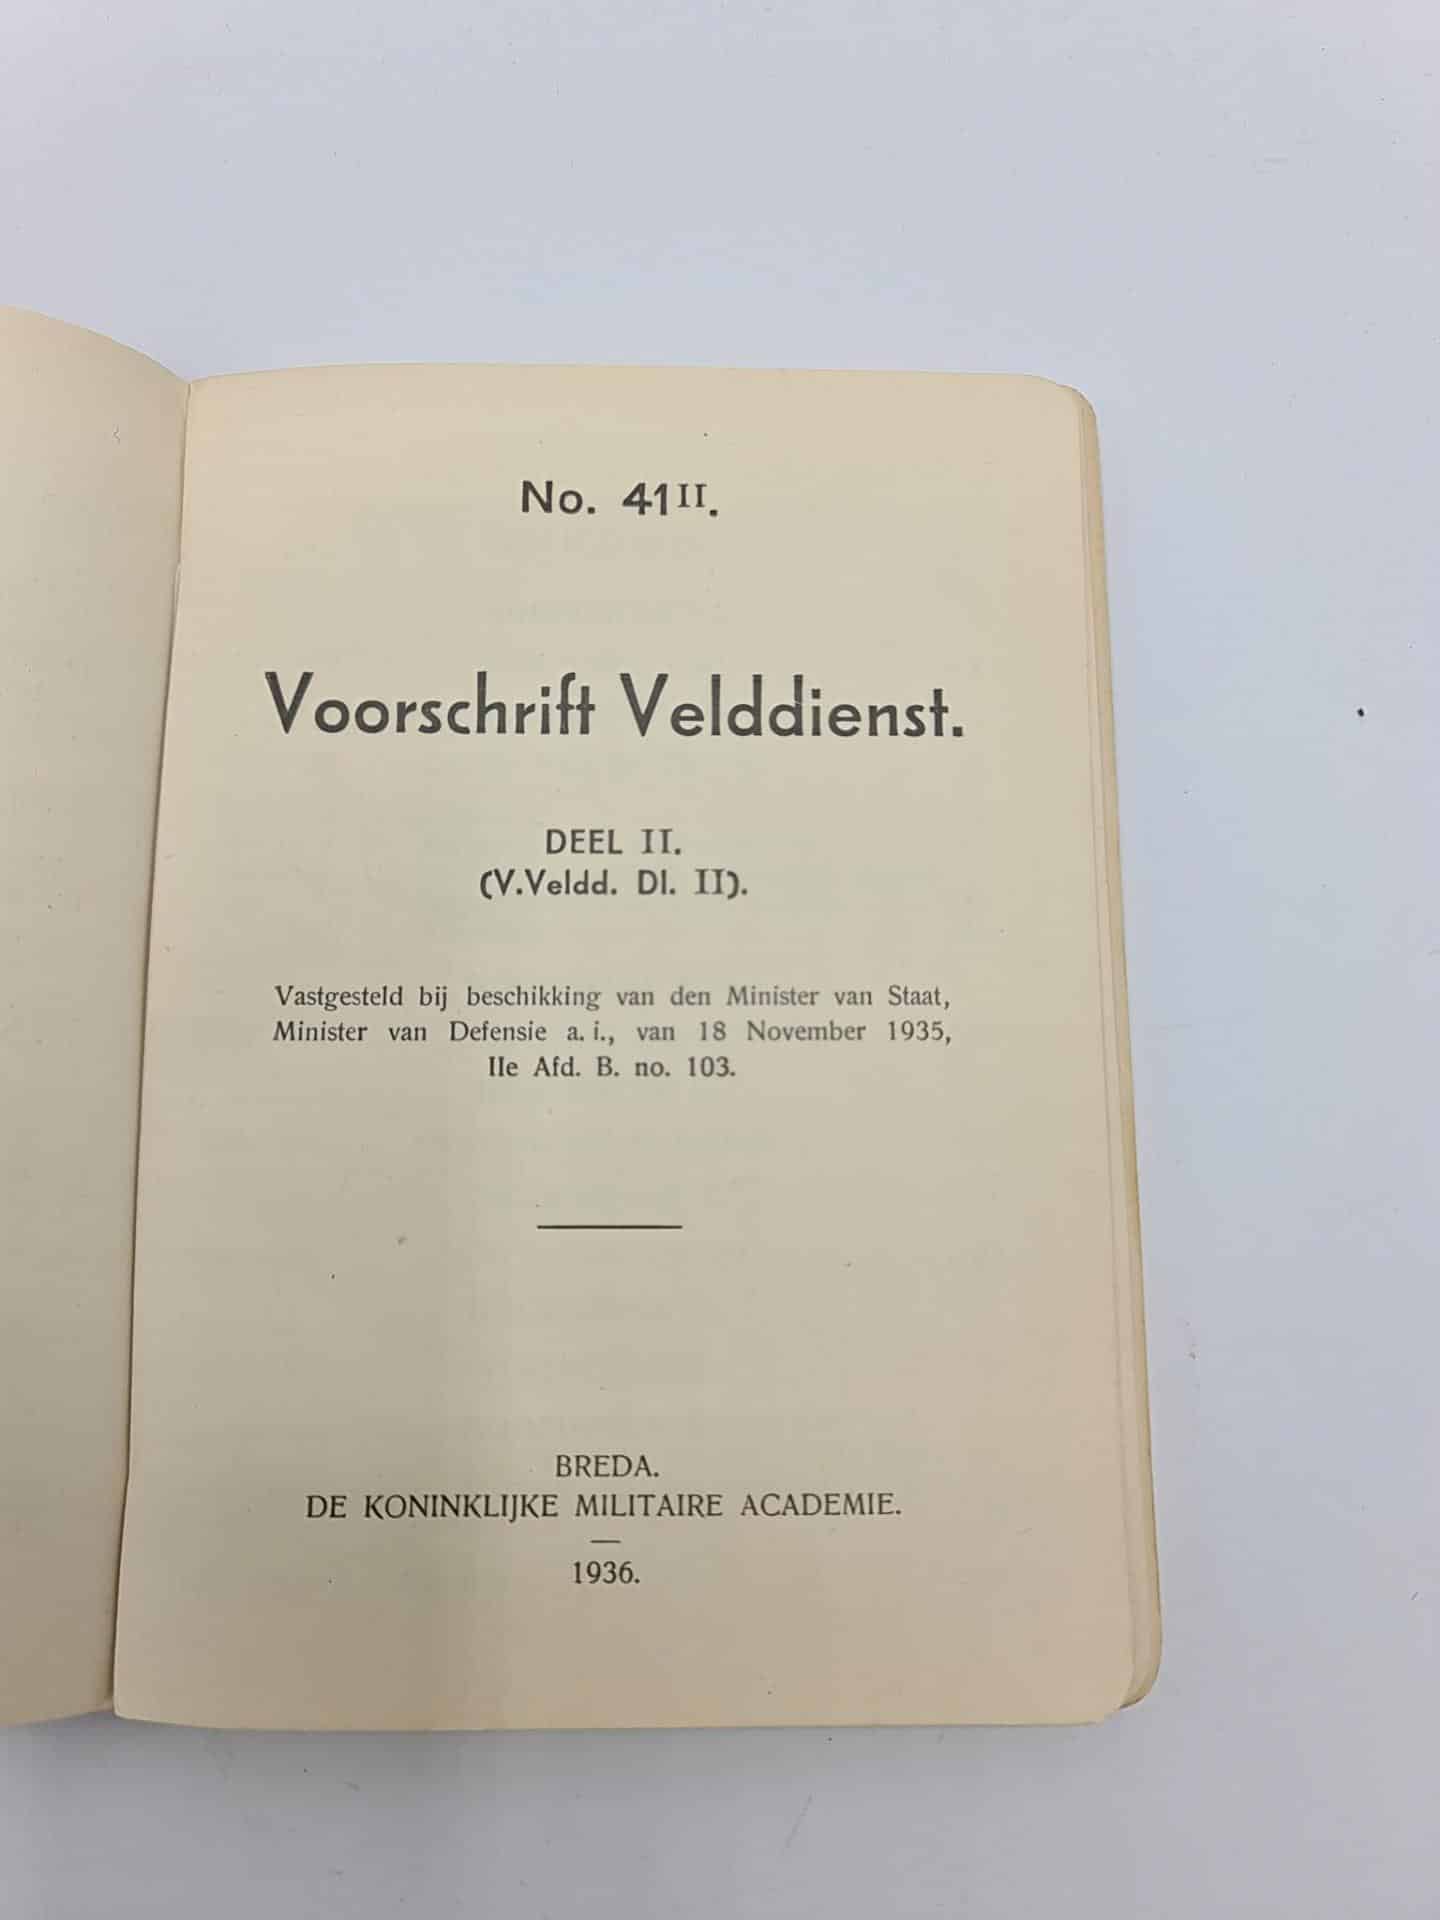 No. 41II.
Voorschrift Velddienst.
DEEL II.
(V.Veldd. Dl. II).
Vastgesteld bij beschikking van den Minister van Staat,
Minister van Defensie a. i., van 18 November 1935,
IIe Afd. B. no. 103.
BREDA.
DE KONINKLIJKE MILITAIRE ACADEMIE.
1936.